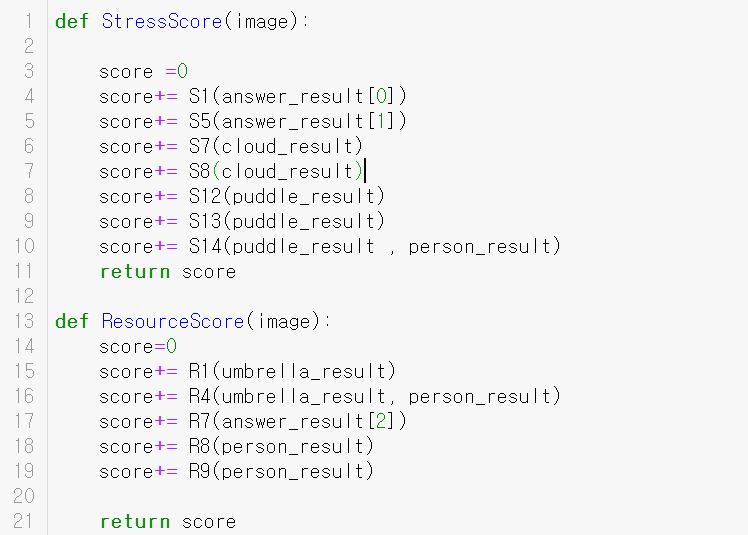 1 def StressScore(image):
2
3     score =0
4     score+= S1(answer_result[0])
5     score+= S5(answer_result[1])
6     score+= S7(cloud_result)
7     score+= S8(cloud_result)
8     score+= S12(puddle_result)
9     score+= S13(puddle_result)
10     score+= S14(puddle_result , person_result)
11     return score
12
13 def ResourceScore(image):
14     score=0
15     score+= R1(umbrella_result)
16     score+= R4(umbrella_result, person_result)
17     score+= R7(answer_result[2])
18     score+= R8(person_result)
19     score+= R9(person_result)
20
21     return score